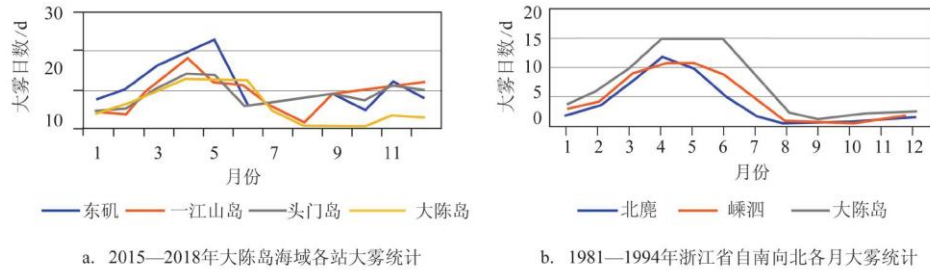 30
20
10
大雾日数/d
1
3
5
7
9
11
月份
东矶
一江山岛
头门岛
大陈岛
a. 2015—2018年大陈岛海域各站大雾统计
20
15
10
5
0
大雾日数/d
1
2
3
4
5
6
7
8
9
10
11
12
月份
北麂
嵊泗
大陈岛
b. 1981—1994年浙江省自南向北各月大雾统计